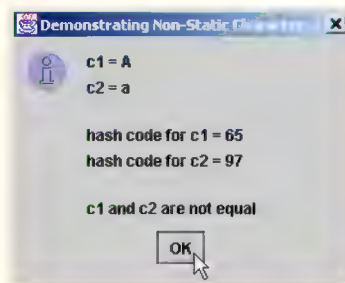 Demonstrating Non-Static
c1 = A
c2 = a
hash code for c1 = 65
hash code for c2 = 97
c1 and c2 are not equal
OK